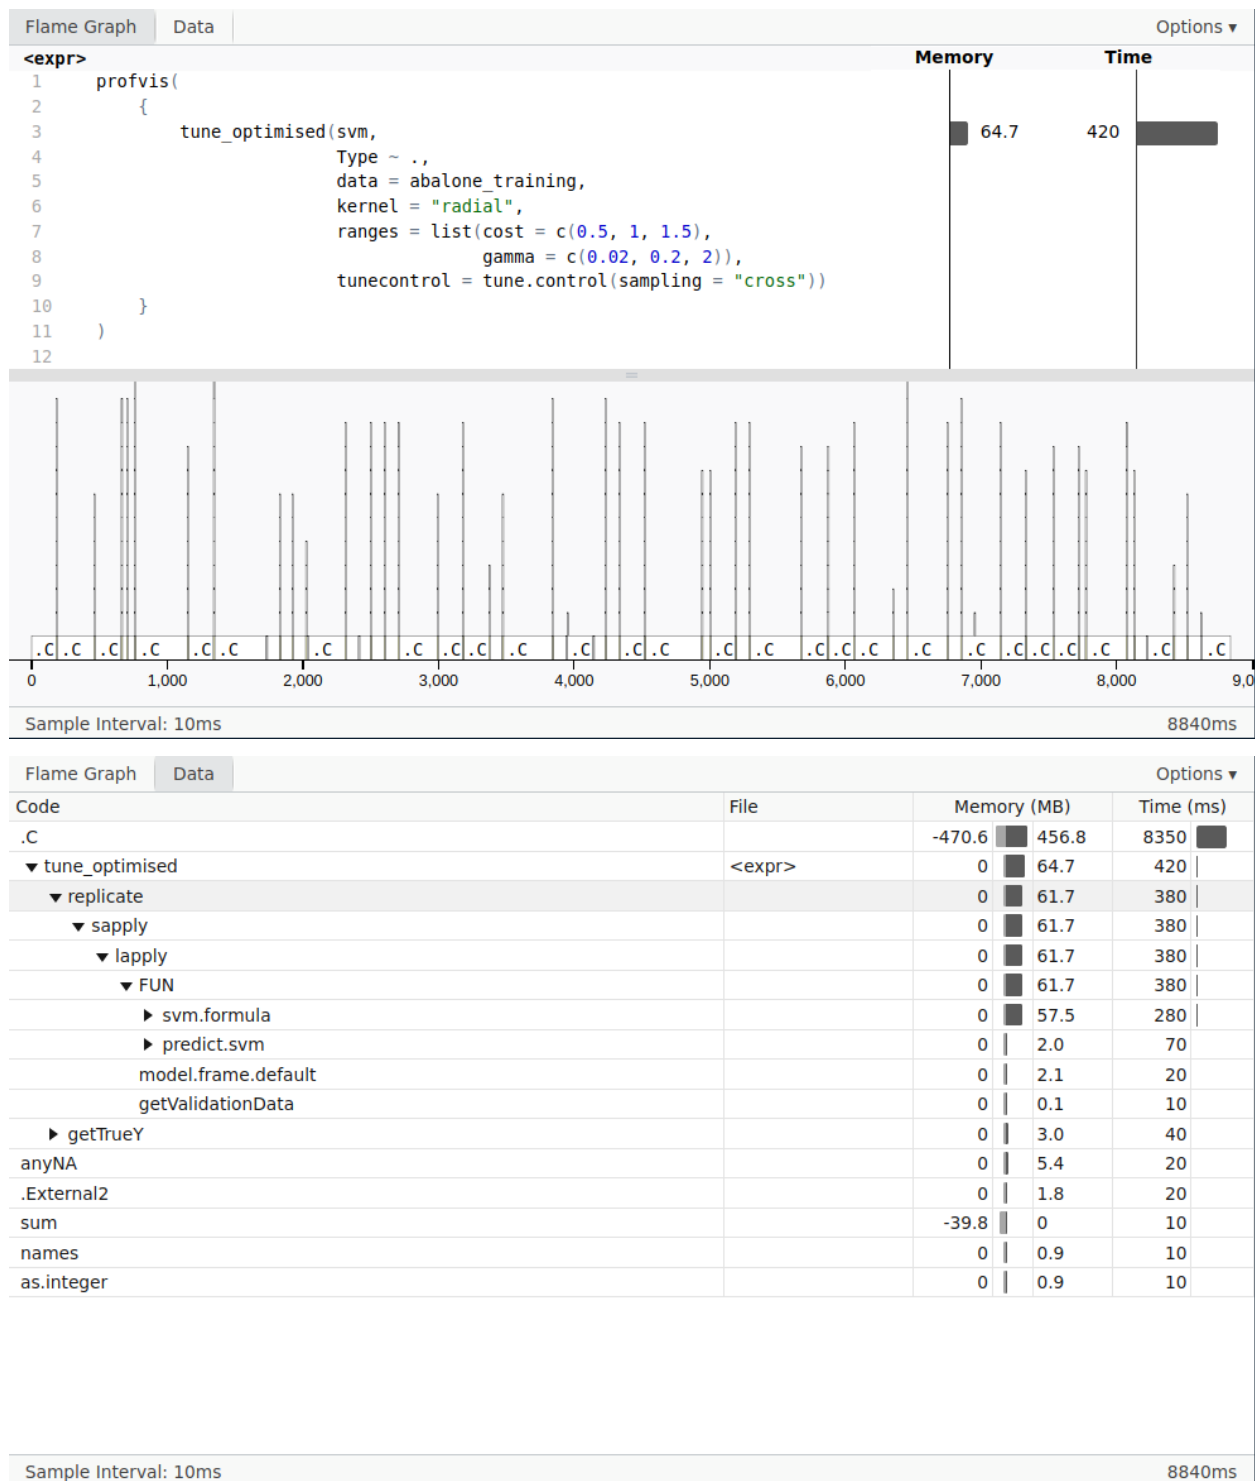 Flame Graph Data Options ▾
<expr> Memory Time
1 profvis(
2 {
3 tune_optimised(svm, 64.7 420
4 Type ~ .,
5 data = abalone_training,
6 kernel = "radial",
7 ranges = list(cost = c(0.5, 1, 1.5),
8 gamma = c(0.02, 0.2, 2)),
9 tunecontrol = tune.control(sampling = "cross"))
10 }
11 )
12
.C .C .C .C .C .C .C .C .C .C .C .C .C .C .C .C .C .C .C .C .C .C .C .C .C .C .C .C
0 1,000 2,000 3,000 4,000 5,000 6,000 7,000 8,000 9,0
Sample Interval: 10ms 8840ms
Flame Graph Data Options ▾
Code File Memory (MB) Time (ms)
.C -470.6 456.8 8350
▼ tune_optimised <expr> 0 64.7 420
▼ replicate 0 61.7 380
▼ sapply 0 61.7 380
▼ lapply 0 61.7 380
▼ FUN 0 61.7 380
▶ svm.formula 0 57.5 280
▶ predict.svm 0 2.0 70
model.frame.default 0 2.1 20
getValidationData 0 0.1 10
▶ getTrueY 0 3.0 40
anyNA 0 5.4 20
.External2 0 1.8 20
sum -39.8 0 10
names 0 0.9 10
as.integer 0 0.9 10
Sample Interval: 10ms 8840ms